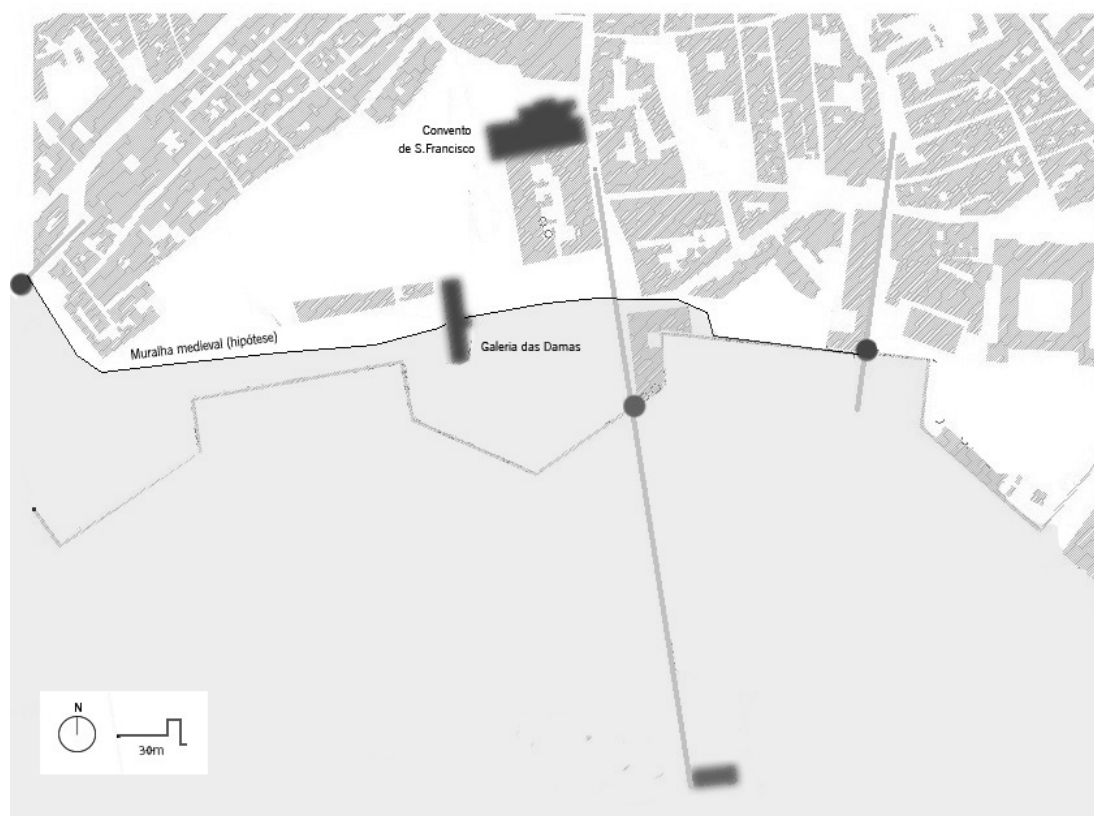 Convento
de S.Francisco
Muralha medieval (hipótese)
Galeria das Damas
N
30m